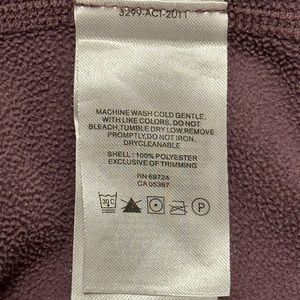 3299-ACT-2011
MACHINE WASH COLD GENTLE,
WITH LIKE COLORS, DO NOT
BLEACH,TUMBLE DRY LOW,REMOVE
PROMPTLY,DO NOT IRON,
DRYCLEANABLE
SHELL : 100% POLYESTER
EXCLUSIVE OF TRIMMING
RN 69724
CA 05367
30 C
P